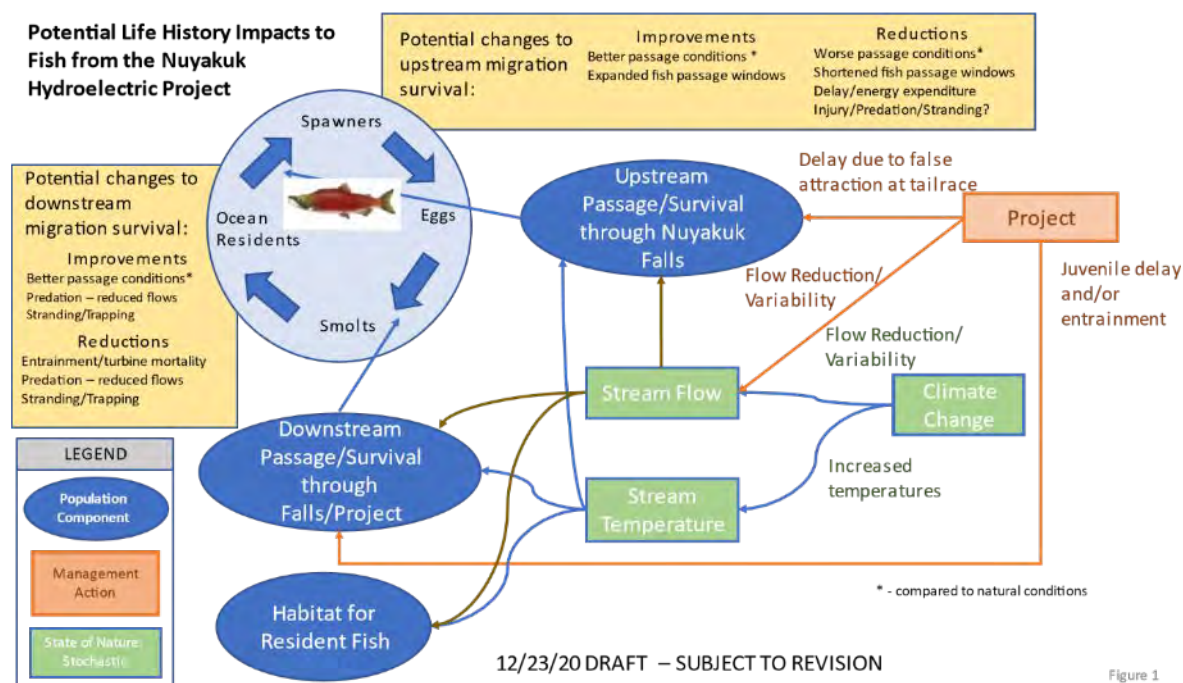 Potential Life History Impacts to
Fish from the Nuyakuk
Hydroelectric Project
Potential changes to
upstream migration
survival:
Improvements
Better passage conditions *
Expanded fish passage windows
Reductions
Worse passage conditions*
Shortened fish passage windows
Delay/energy expenditure
Injury/Predation/Stranding?
Potential changes to
downstream
migration survival:
Improvements
Better passage conditions*
Predation – reduced flows
Stranding/Trapping
Reductions
Entrainment/turbine mortality
Predation – reduced flows
Stranding/Trapping
Spawners
Eggs
Smolts
Ocean
Residents
Upstream
Passage/Survival
through Nuyakuk
Falls
Delay due to false
attraction at tailrace
Project
Flow Reduction/
Variability
Juvenile delay
and/or
entrainment
Flow Reduction/
Variability
Stream Flow
Climate
Change
Increased
temperatures
Stream
Temperature
Downstream
Passage/Survival
through
Falls/Project
Habitat for
Resident Fish
LEGEND
Population
Component
Management
Action
State of Nature:
Stochastic
* - compared to natural conditions
12/23/20 DRAFT – SUBJECT TO REVISION
Figure 1